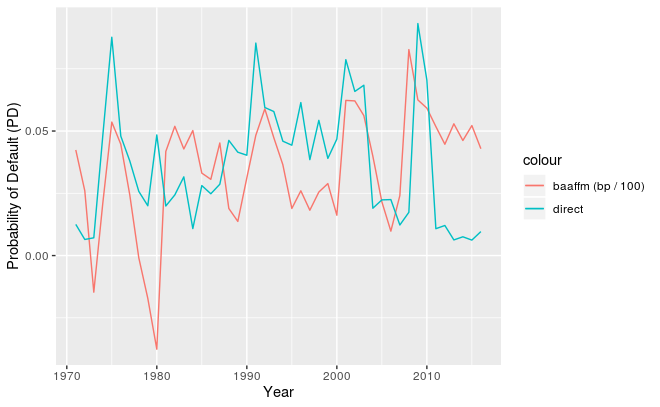 Probability of Default (PD)
0.05
0.00
1970 1980 1990 2000 2010
Year
colour
baaffm (bp / 100)
direct